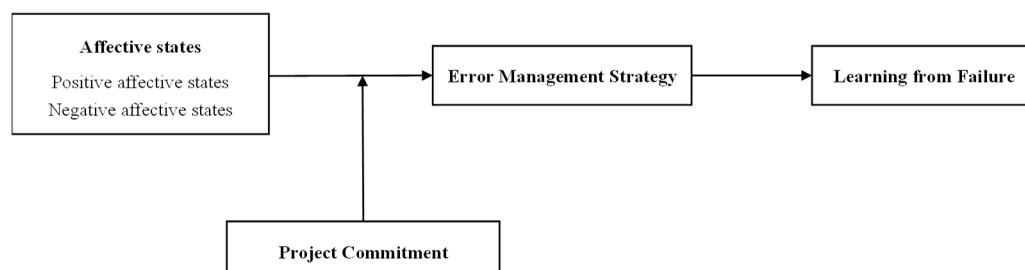 Affective states
Positive affective states
Negative affective states
Error Management Strategy
Learning from Failure
Project Commitment